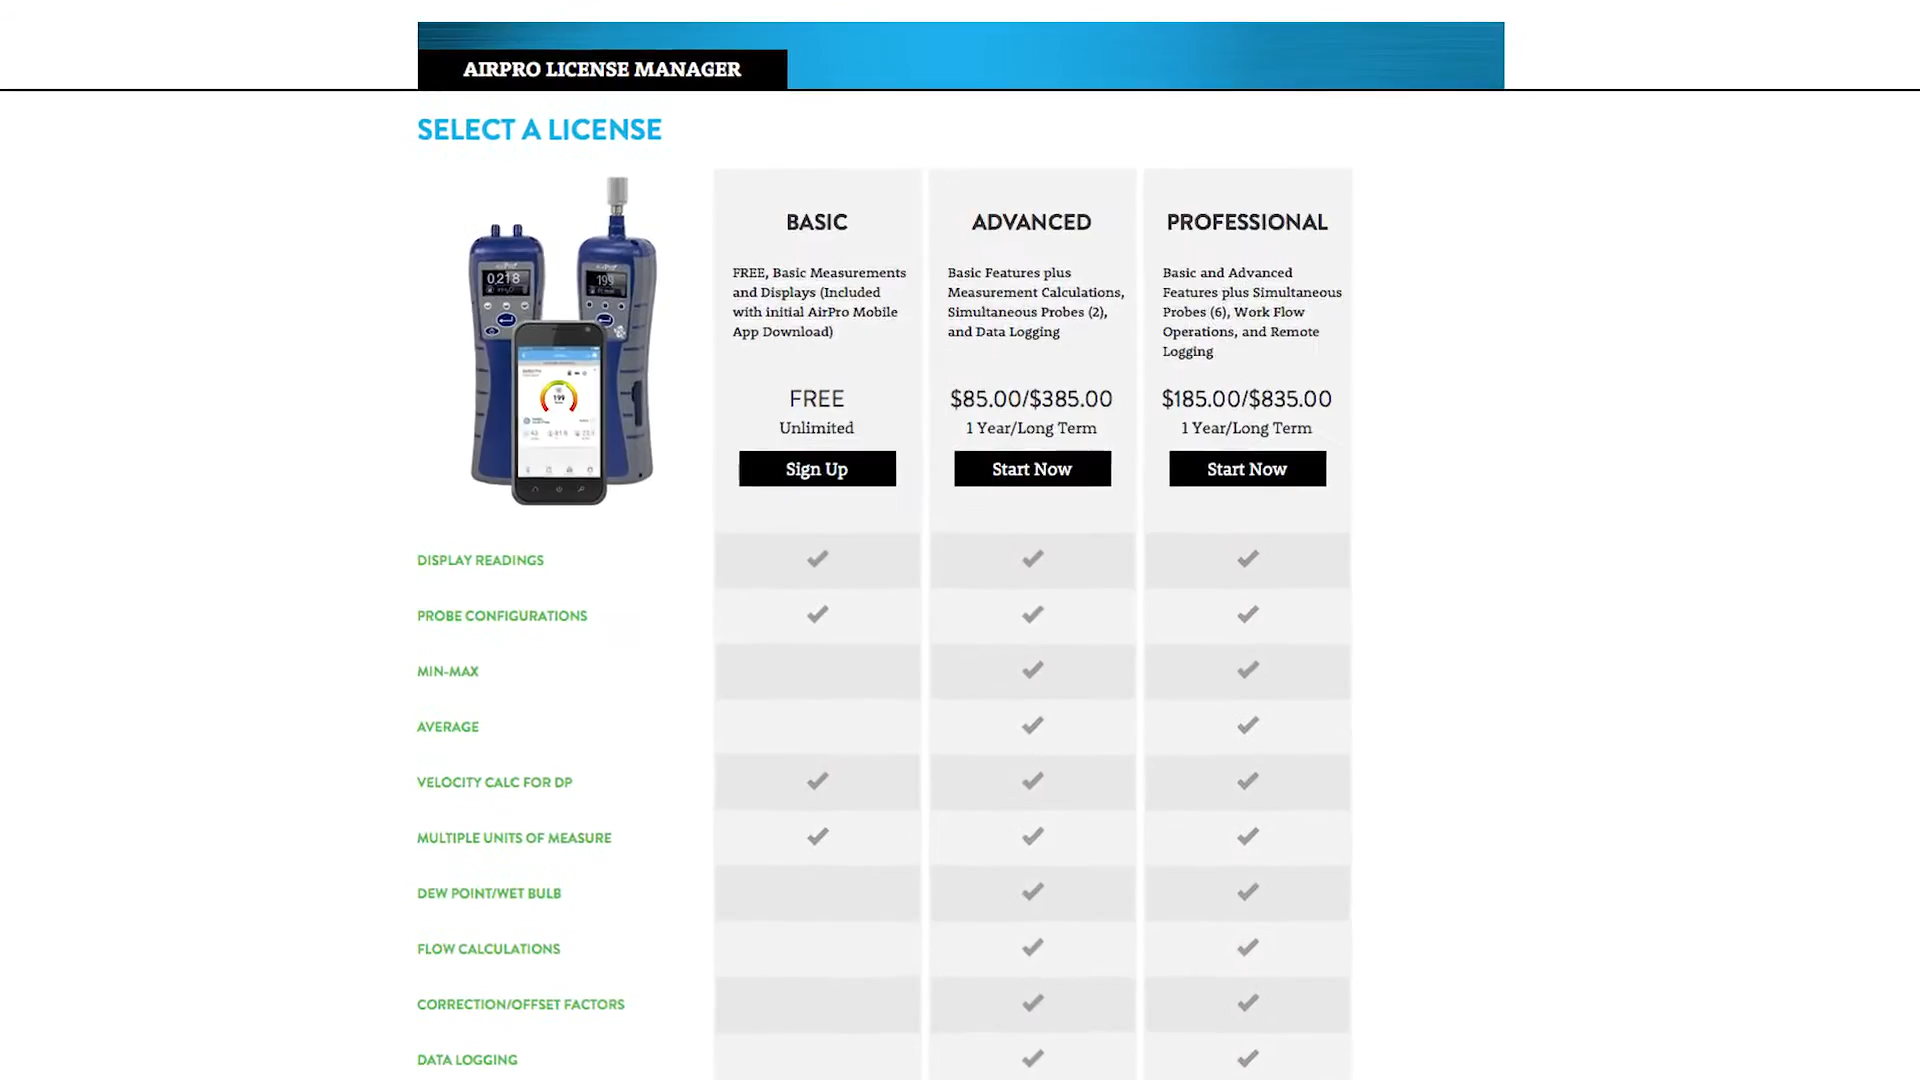 AIRPRO LICENSE MANAGER
SELECT A LICENSE
BASIC
FREE, Basic Measurements
and Displays (Included
with initial AirPro Mobile
App Download)
FREE
Unlimited
Sign Up
ADVANCED
Basic Features plus
Measurement Calculations,
Simultaneous Probes (2),
and Data Logging
$85.00/$385.00
1 Year/Long Term
Start Now
PROFESSIONAL
Basic and Advanced
Features plus Simultaneous
Probes (6), Work Flow
Operations, and Remote
Logging
$185.00/$835.00
1 Year/Long Term
Start Now
0.218
199
199
DISPLAY READINGS
PROBE CONFIGURATIONS
MIN-MAX
AVERAGE
VELOCITY CALC FOR DP
MULTIPLE UNITS OF MEASURE
DEW POINT/WET BULB
FLOW CALCULATIONS
CORRECTION/OFFSET FACTORS
DATA LOGGING